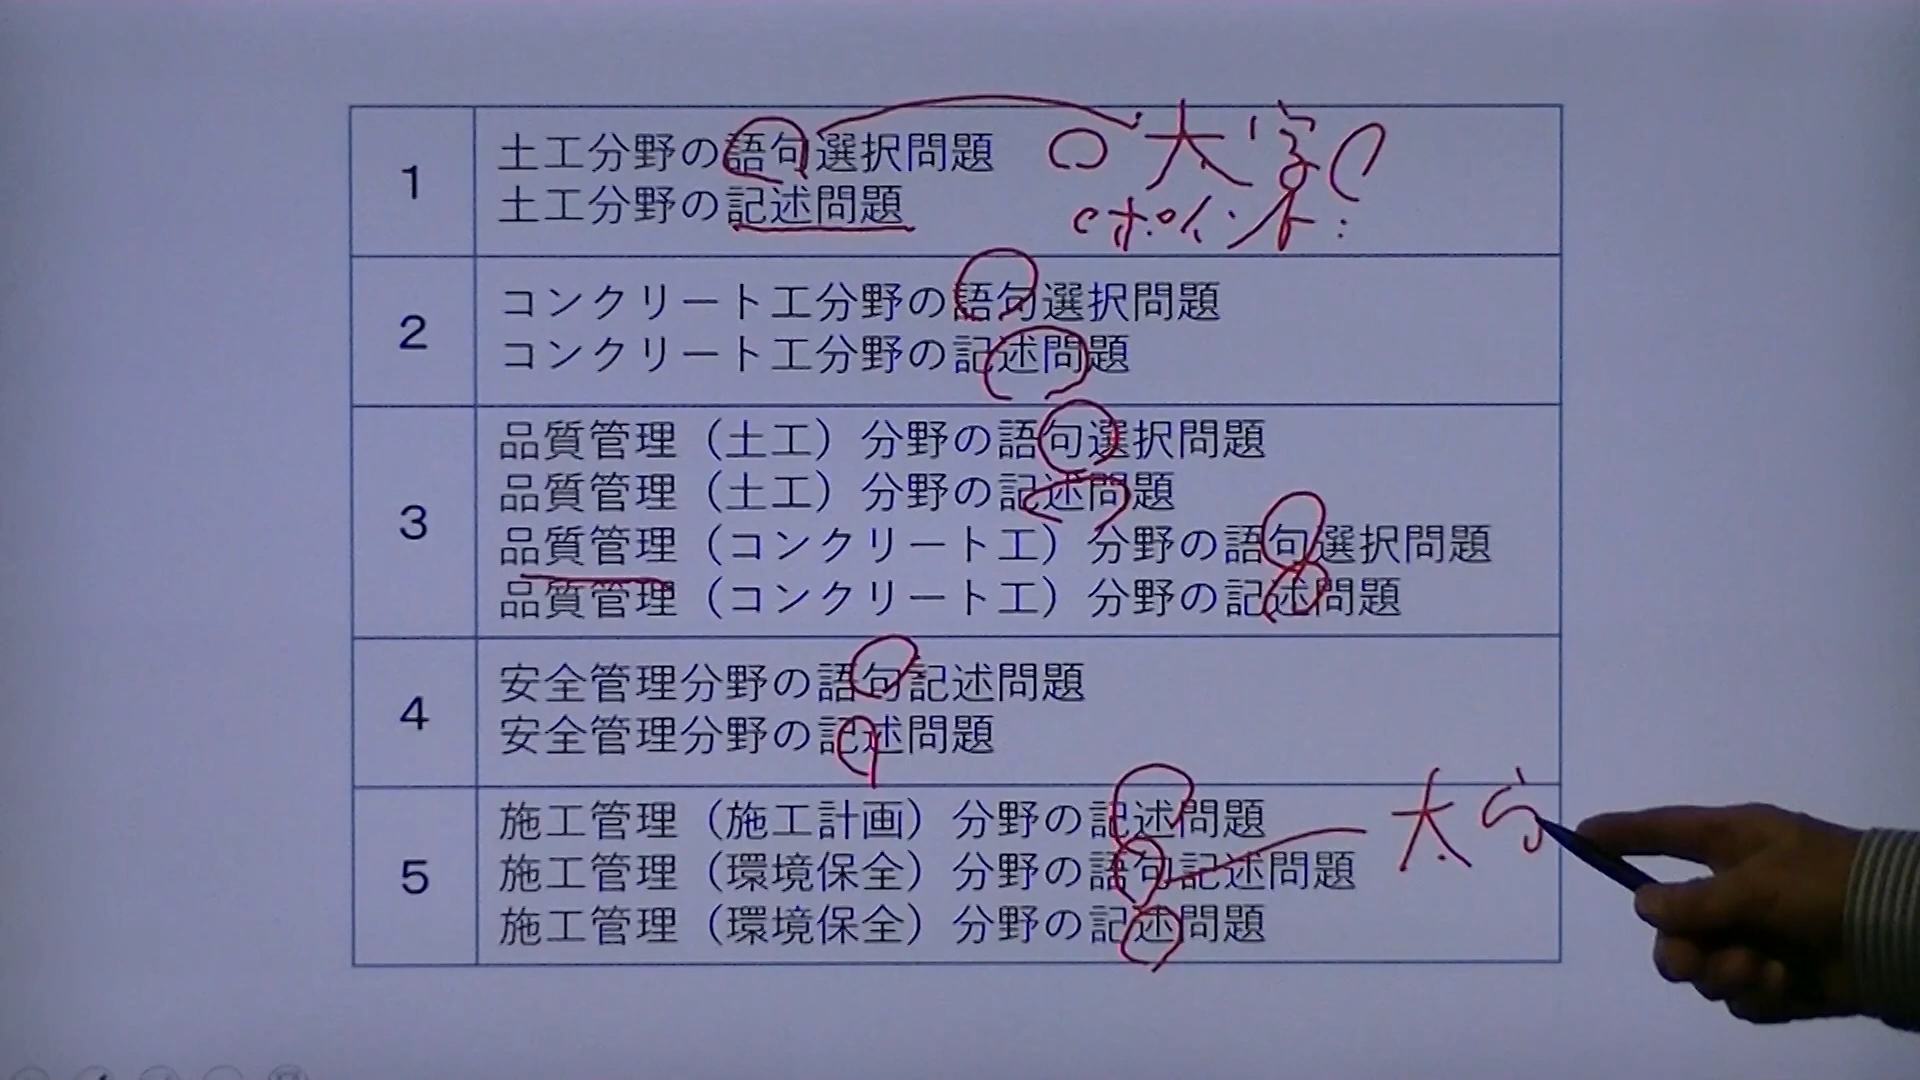 1
土工分野の語句選択問題
土工分野の記述問題
○太字
ポイント:
2
コンクリート工分野の語句選択問題
コンクリート工分野の記述問題
3
品質管理（土工）分野の語句選択問題
品質管理（土工）分野の記述問題
品質管理（コンクリート工）分野の語句選択問題
品質管理（コンクリート工）分野の記述問題
4
安全管理分野の語句記述問題
安全管理分野の記述問題
5
施工管理（施工計画）分野の記述問題
施工管理（環境保全）分野の語句記述問題
施工管理（環境保全）分野の記述問題
太